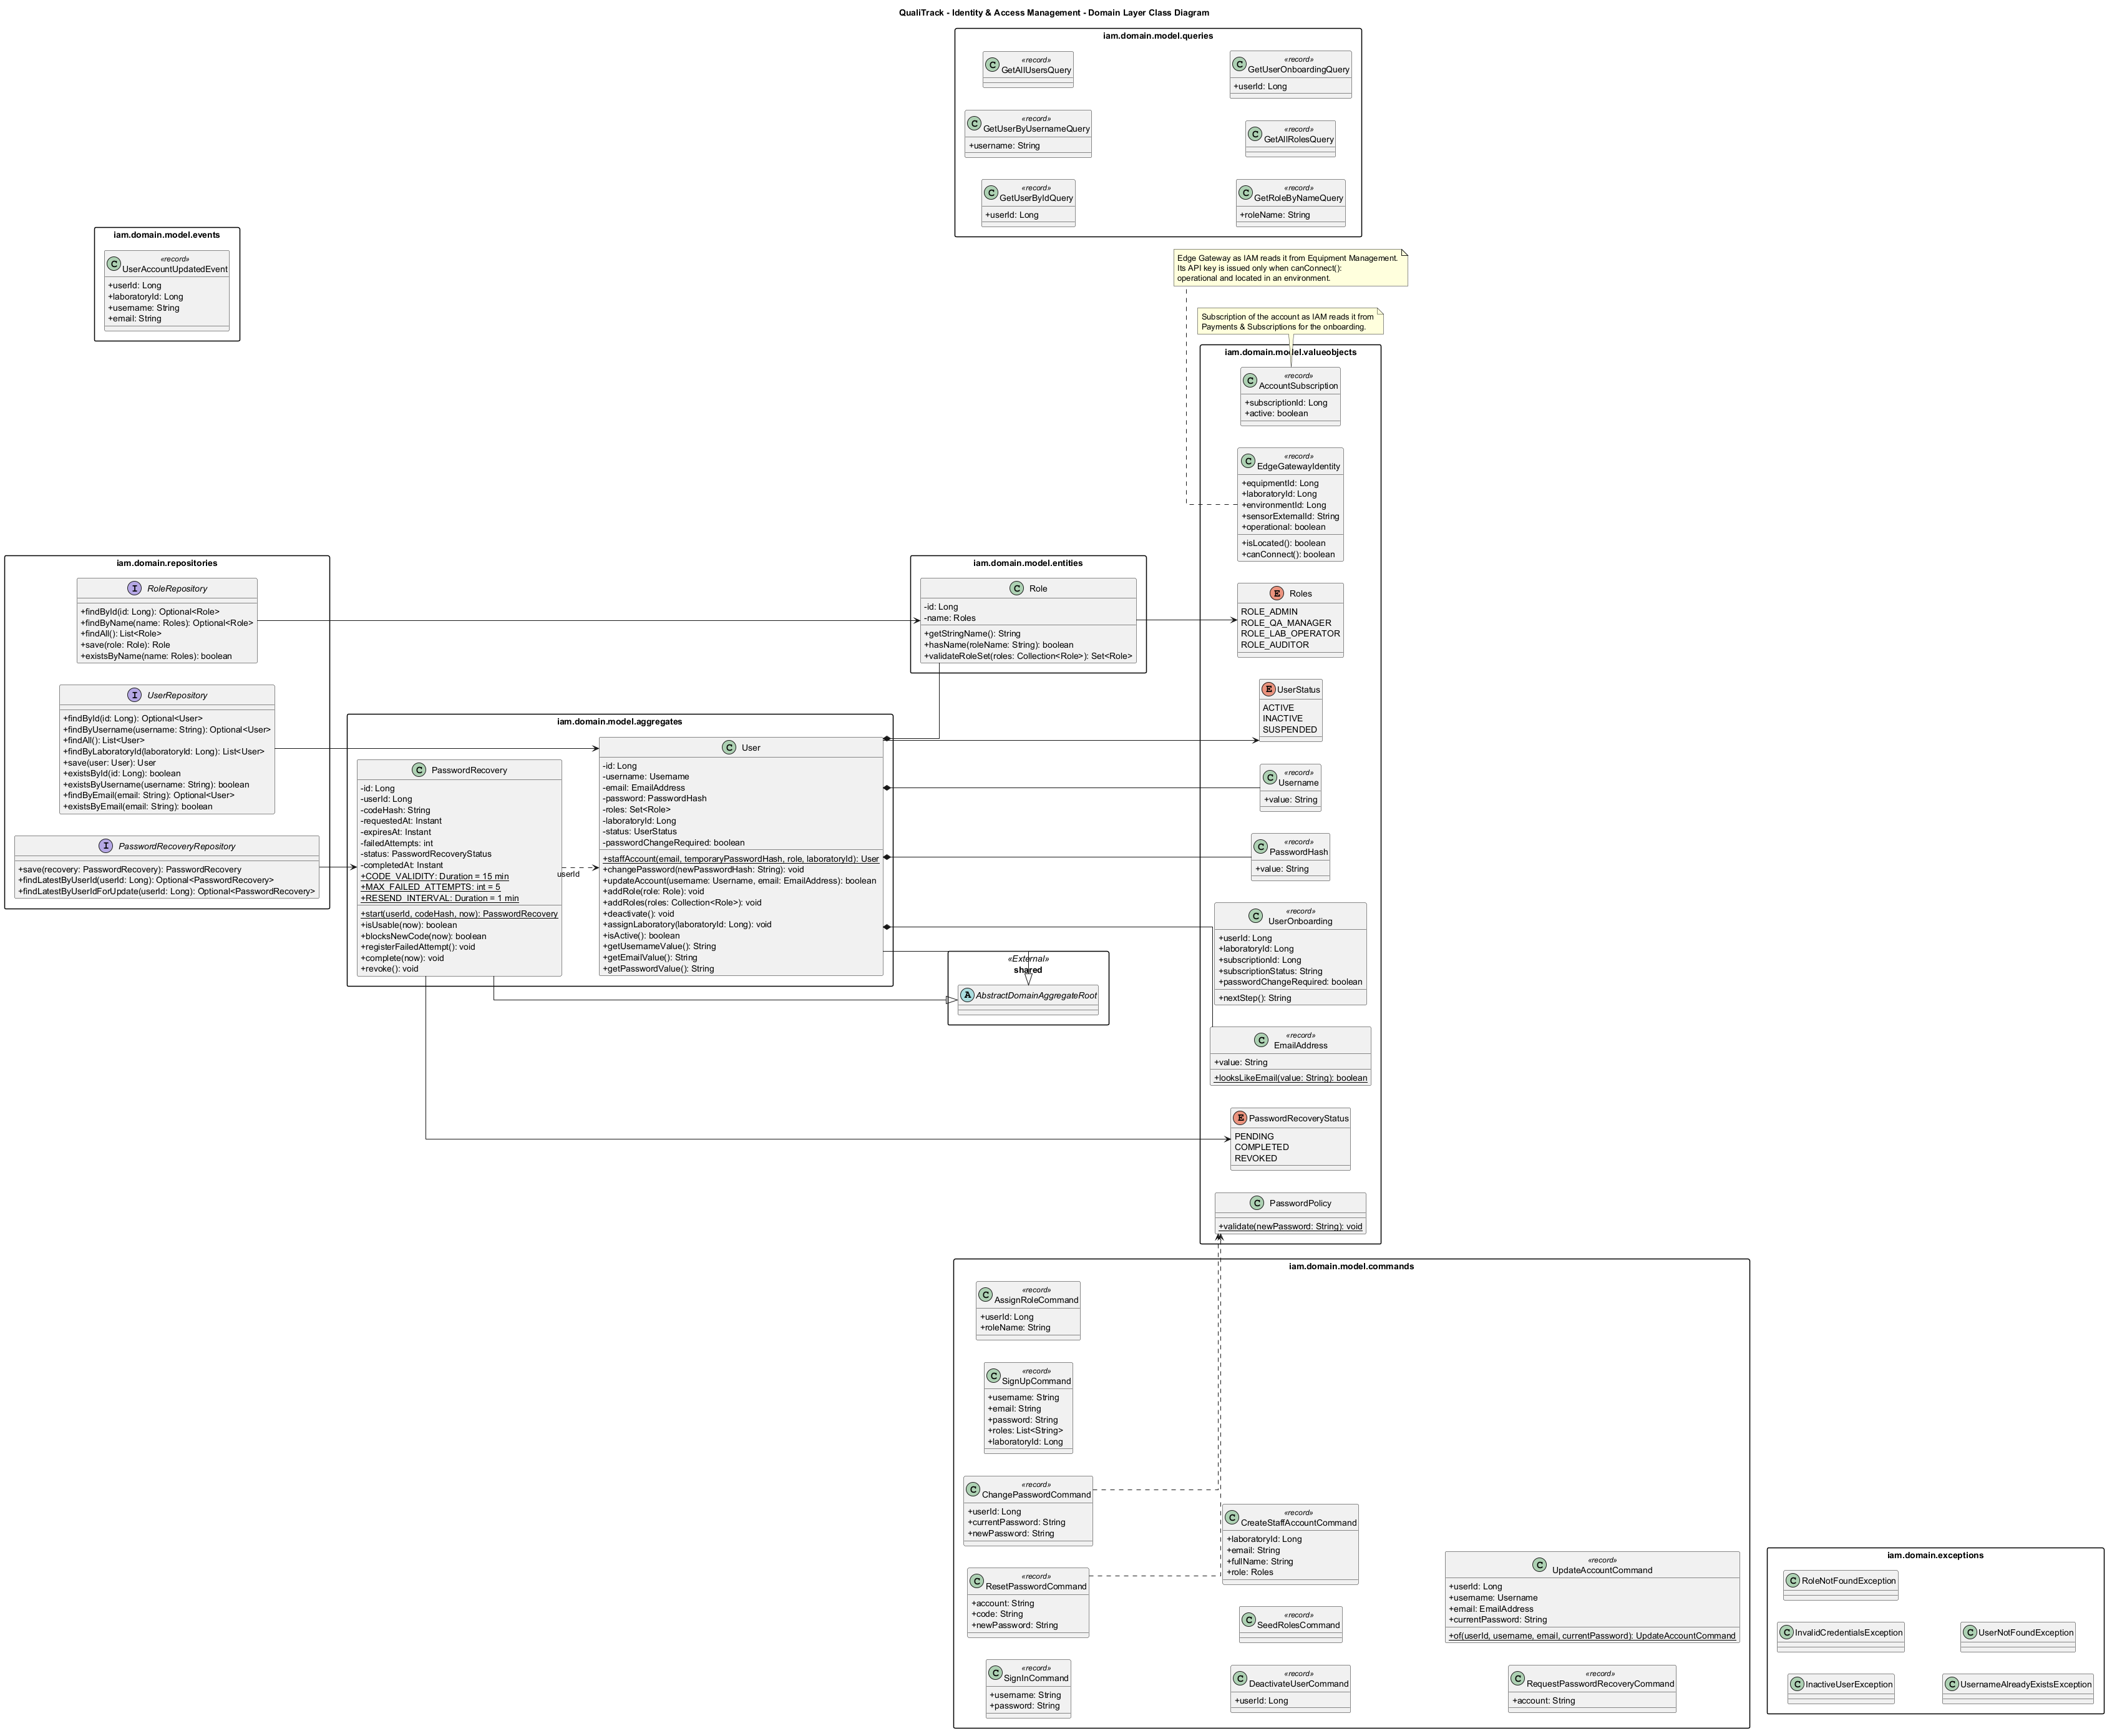 QualiTrack - Identity & Access Management - Domain Layer Class Diagram
iam.domain.model.queries
«record»
GetAllUsersQuery
«record»
GetUserOnboardingQuery
+userId: Long
«record»
GetUserByUsernameQuery
+username: String
«record»
GetAllRolesQuery
«record»
GetUserByIdQuery
+userId: Long
«record»
GetRoleByNameQuery
+roleName: String
iam.domain.model.events
«record»
UserAccountUpdatedEvent
+userId: Long
+laboratoryId: Long
+username: String
+email: String
Edge Gateway as IAM reads it from Equipment Management.
Its API key is issued only when canConnect():
operational and located in an environment.
Subscription of the account as IAM reads it from
Payments & Subscriptions for the onboarding.
iam.domain.model.valueobjects
«record»
AccountSubscription
+subscriptionId: Long
+active: boolean
«record»
EdgeGatewayIdentity
+equipmentId: Long
+laboratoryId: Long
+environmentId: Long
+sensorExternalId: String
+operational: boolean
+isLocated(): boolean
+canConnect(): boolean
Roles
ROLE_ADMIN
ROLE_QA_MANAGER
ROLE_LAB_OPERATOR
ROLE_AUDITOR
UserStatus
ACTIVE
INACTIVE
SUSPENDED
«record»
Username
+value: String
«record»
PasswordHash
+value: String
«record»
UserOnboarding
+userId: Long
+laboratoryId: Long
+subscriptionId: Long
+subscriptionStatus: String
+passwordChangeRequired: boolean
+nextStep(): String
«record»
EmailAddress
+value: String
+looksLikeEmail(value: String): boolean
PasswordRecoveryStatus
PENDING
COMPLETED
REVOKED
PasswordPolicy
+validate(newPassword: String): void
iam.domain.repositories
RoleRepository
+findById(id: Long): Optional<Role>
+findByName(name: Roles): Optional<Role>
+findAll(): List<Role>
+save(role: Role): Role
+existsByName(name: Roles): boolean
UserRepository
+findById(id: Long): Optional<User>
+findByUsername(username: String): Optional<User>
+findAll(): List<User>
+findByLaboratoryId(laboratoryId: Long): List<User>
+save(user: User): User
+existsById(id: Long): boolean
+existsByUsername(username: String): boolean
+findByEmail(email: String): Optional<User>
+existsByEmail(email: String): boolean
PasswordRecoveryRepository
+save(recovery: PasswordRecovery): PasswordRecovery
+findLatestByUserId(userId: Long): Optional<PasswordRecovery>
+findLatestByUserIdForUpdate(userId: Long): Optional<PasswordRecovery>
iam.domain.model.entities
Role
-id: Long
-name: Roles
+getStringName(): String
+hasName(roleName: String): boolean
+validateRoleSet(roles: Collection<Role>): Set<Role>
iam.domain.model.aggregates
PasswordRecovery
-id: Long
-userId: Long
-codeHash: String
-requestedAt: Instant
-expiresAt: Instant
-failedAttempts: int
-status: PasswordRecoveryStatus
-completedAt: Instant
+CODE_VALIDITY: Duration = 15 min
+MAX_FAILED_ATTEMPTS: int = 5
+RESEND_INTERVAL: Duration = 1 min
+start(userId, codeHash, now): PasswordRecovery
+isUsable(now): boolean
+blocksNewCode(now): boolean
+registerFailedAttempt(): void
+complete(now): void
+revoke(): void
userId
User
-id: Long
-username: Username
-email: EmailAddress
-password: PasswordHash
-roles: Set<Role>
-laboratoryId: Long
-status: UserStatus
-passwordChangeRequired: boolean
+staffAccount(email, temporaryPasswordHash, role, laboratoryId): User
+changePassword(newPasswordHash: String): void
+updateAccount(username: Username, email: EmailAddress): boolean
+addRole(role: Role): void
+addRoles(roles: Collection<Role>): void
+deactivate(): void
+assignLaboratory(laboratoryId: Long): void
+isActive(): boolean
+getUsernameValue(): String
+getEmailValue(): String
+getPasswordValue(): String
«External»
shared
AbstractDomainAggregateRoot
iam.domain.model.commands
«record»
AssignRoleCommand
+userId: Long
+roleName: String
«record»
SignUpCommand
+username: String
+email: String
+password: String
+roles: List<String>
+laboratoryId: Long
«record»
ChangePasswordCommand
+userId: Long
+currentPassword: String
+newPassword: String
«record»
ResetPasswordCommand
+account: String
+code: String
+newPassword: String
«record»
SignInCommand
+username: String
+password: String
«record»
CreateStaffAccountCommand
+laboratoryId: Long
+email: String
+fullName: String
+role: Roles
«record»
SeedRolesCommand
«record»
DeactivateUserCommand
+userId: Long
«record»
UpdateAccountCommand
+userId: Long
+username: Username
+email: EmailAddress
+currentPassword: String
+of(userId, username, email, currentPassword): UpdateAccountCommand
«record»
RequestPasswordRecoveryCommand
+account: String
iam.domain.exceptions
RoleNotFoundException
InvalidCredentialsException
UserNotFoundException
InactiveUserException
UsernameAlreadyExistsException